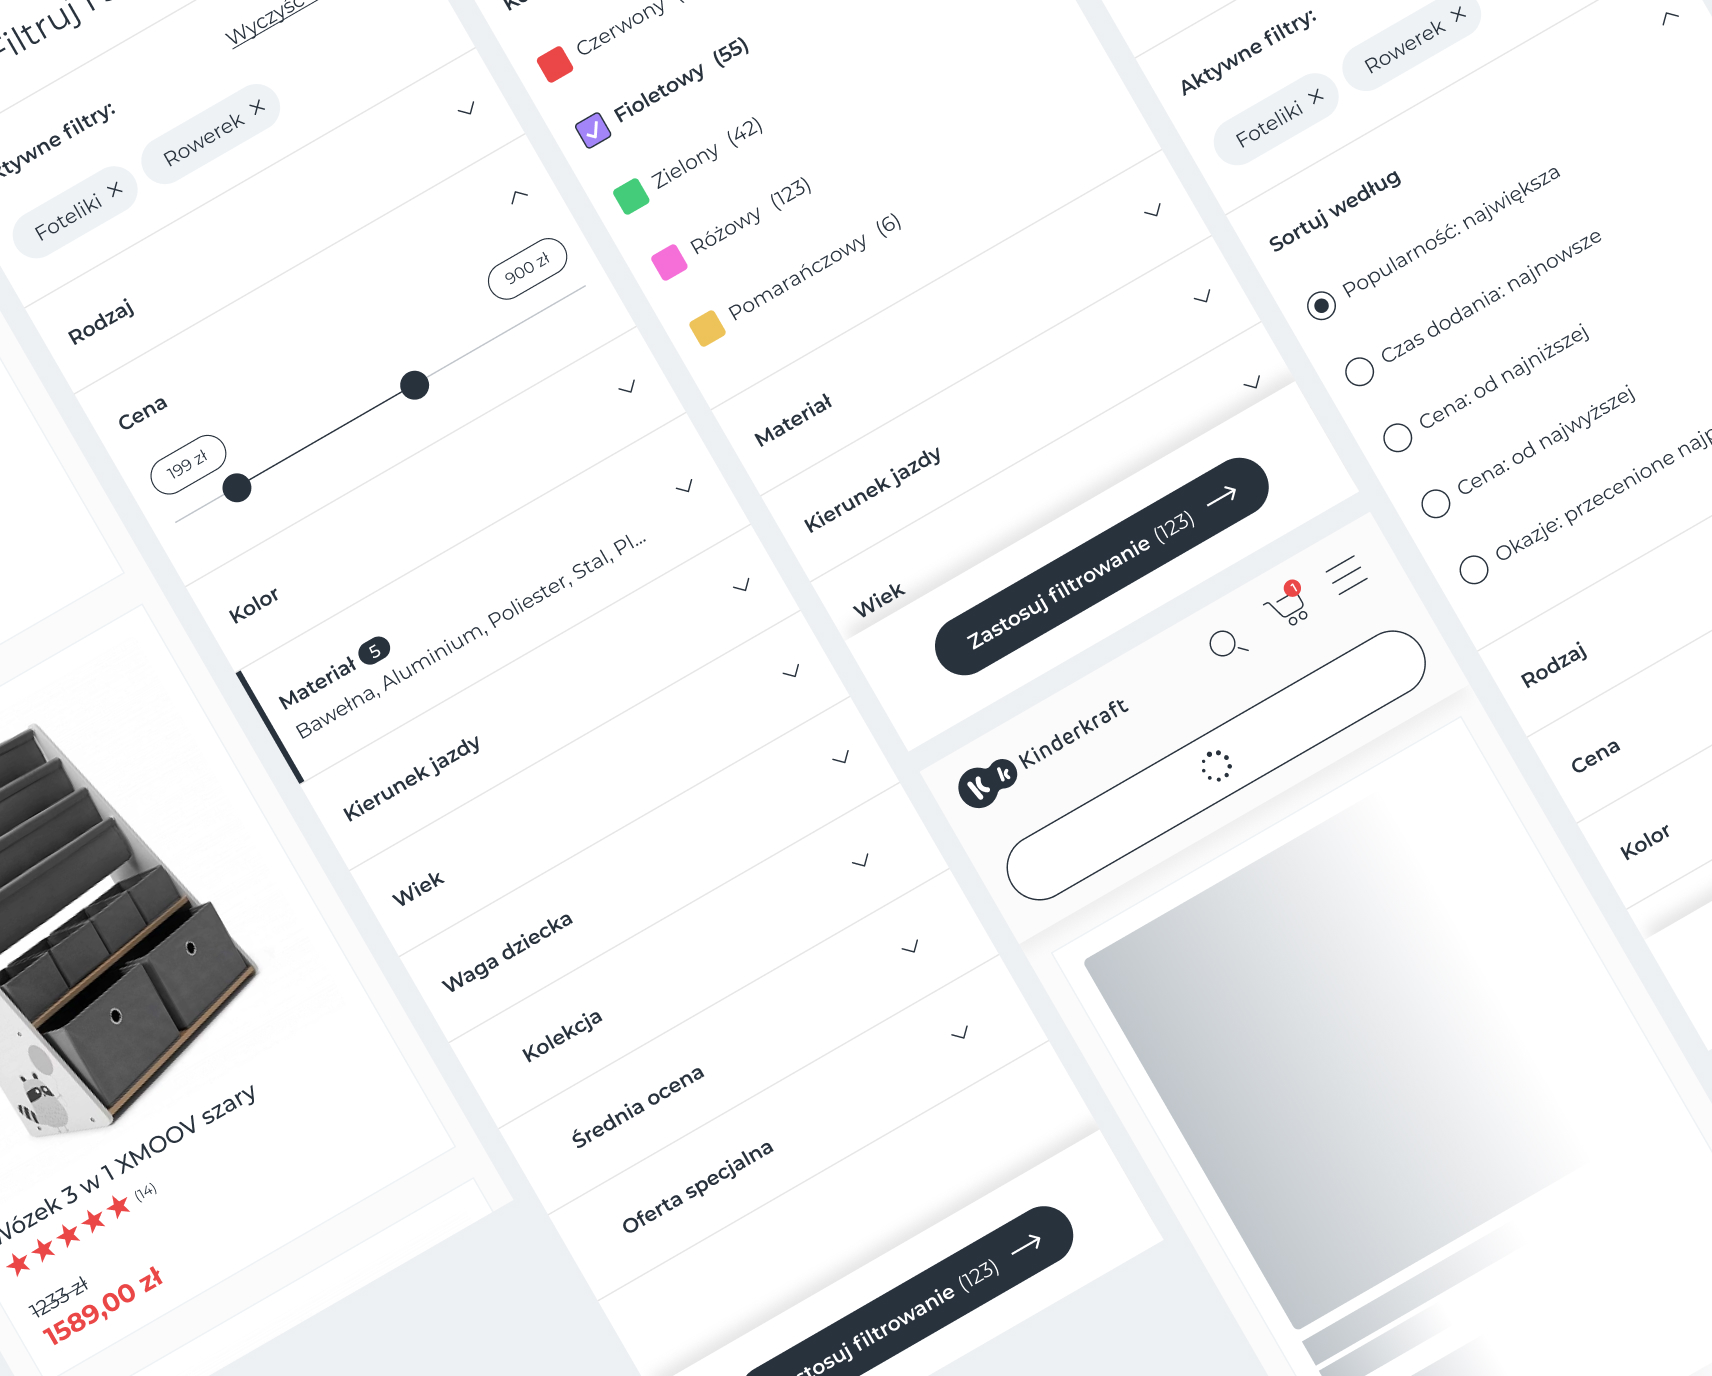 Filtruj
Wyczyść
Aktywne filtry:
Foteliki
Rowerek
Rodzaj
Cena
199 zł
900 zł
Kolor
Materiał 5
Bawełna, Aluminium, Poliester, Stal, Pl...
Kierunek jazdy
Wiek
Waga dziecka
Kolekcja
Średnia ocena
Oferta specjalna
stosuj filtrowanie (123)
Wózek 3 w 1 XMOOV szary
(14)
1233 zł
1589,00 zł
Czerwony
Fioletowy (55)
Zielony (42)
Różowy (123)
Pomarańczowy (6)
Materiał
Kierunek jazdy
Wiek
Zastosuj filtrowanie (123)
1
Kinderkraft
Aktywne filtry:
Foteliki
Rowerek
Sortuj według
Popularność: największa
Czas dodania: najnowsze
Cena: od najniższej
Cena: od najwyższej
Okazje: przecenione najp
Rodzaj
Cena
Kolor